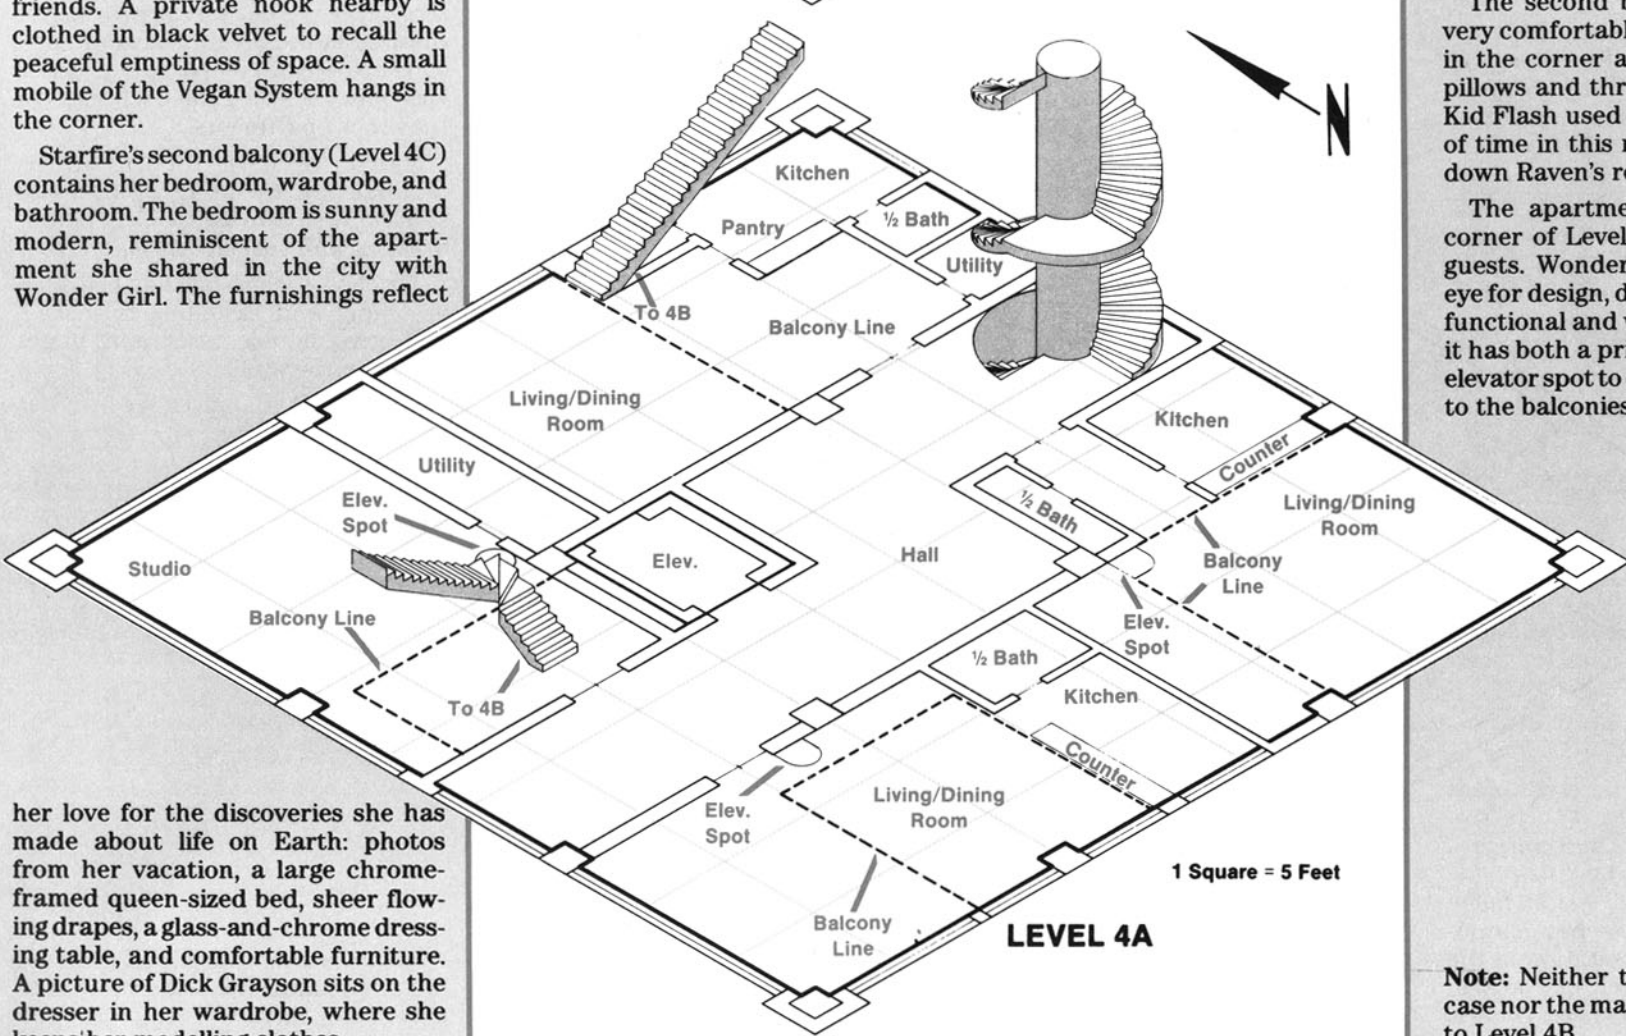 friends. A private nook nearby is
clothed in black velvet to recall the
peaceful emptiness of space. A small
mobile of the Vegan System hangs in
the corner.
Starfire's second balcony (Level 4C)
contains her bedroom, wardrobe, and
bathroom. The bedroom is sunny and
modern, reminiscent of the apart-
ment she shared in the city with
Wonder Girl. The furnishings reflect
her love for the discoveries she has
made about life on Earth: photos
from her vacation, a large chrome-
framed queen-sized bed, sheer flow-
ing drapes, a glass-and-chrome dress-
ing table, and comfortable furniture.
A picture of Dick Grayson sits on the
dresser in her wardrobe, where she
N
Kitchen
Pantry
½ Bath
Utility
To 4B
Balcony Line
Living/Dining
Room
Utility
Elev.
Spot
Studio
Balcony Line
To 4B
Elev.
Hall
Kitchen
Counter
½ Bath
Living/Dining
Room
Balcony
Line
Elev.
Spot
½ Bath
Kitchen
Counter
Living/Dining
Room
Elev.
Spot
Balcony
Line
1 Square = 5 Feet
LEVEL 4A
The second
very comfortabl
in the corner a
pillows and thr
Kid Flash used
of time in this
down Raven's
The apartme
corner of Level
guests. Wonder
eye for design, d
functional and
it has both a pr
elevator spot to
to the balconies
Note: Neither t
case nor the ma
to Level 4B